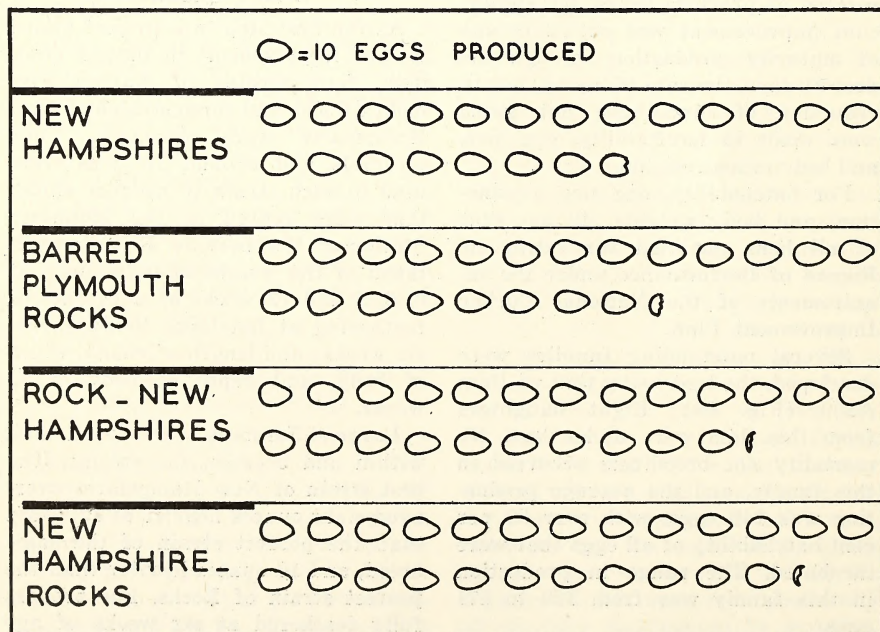 =10 EGGS PRODUCED
NEW
HAMPSHIRES
BARRED
PLYMOUTH
ROCKS
ROCK-NEW
HAMPSHIRES
NEW
HAMPSHIRE-
ROCKS